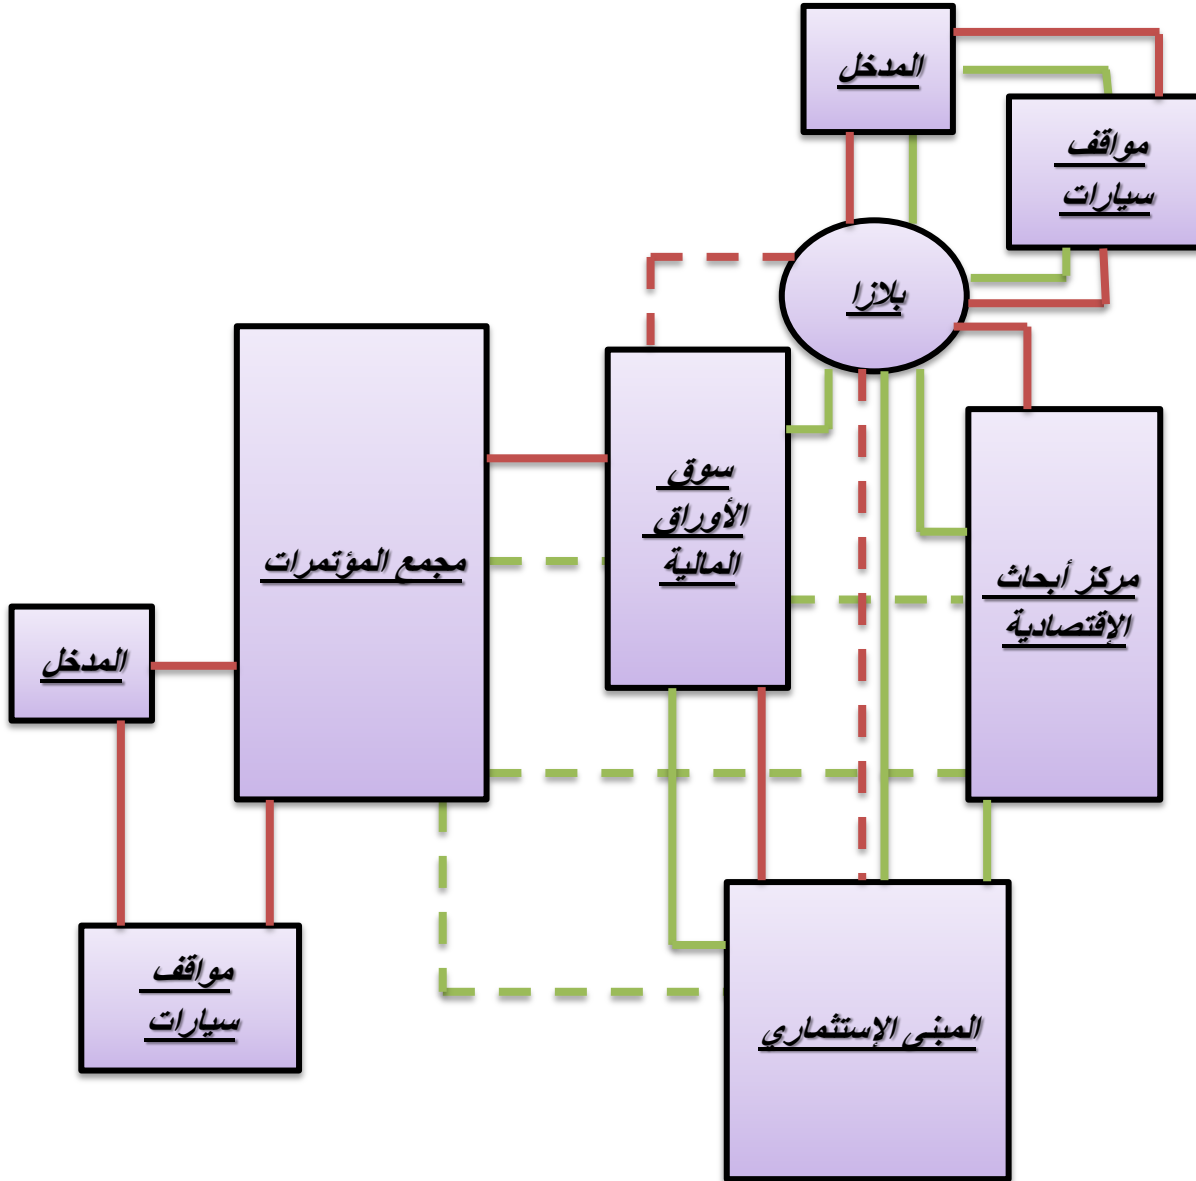 المدخل
مواقف
سيارات
بلازا
سوق
الأوراق
المالية
مجمع المؤتمرات
مركز أبحاث
الإقتصادية
المدخل
مواقف
سيارات
المبنى الإستثماري